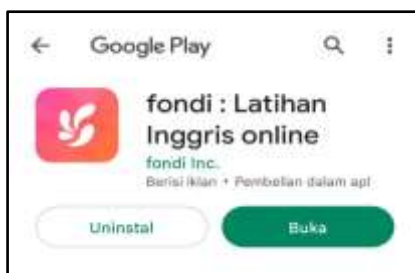 Google Play
fondi : Latihan
Inggris online
fondi Inc.
Berisi iklan • Pembelian dalam apl
Uninstal
Buka